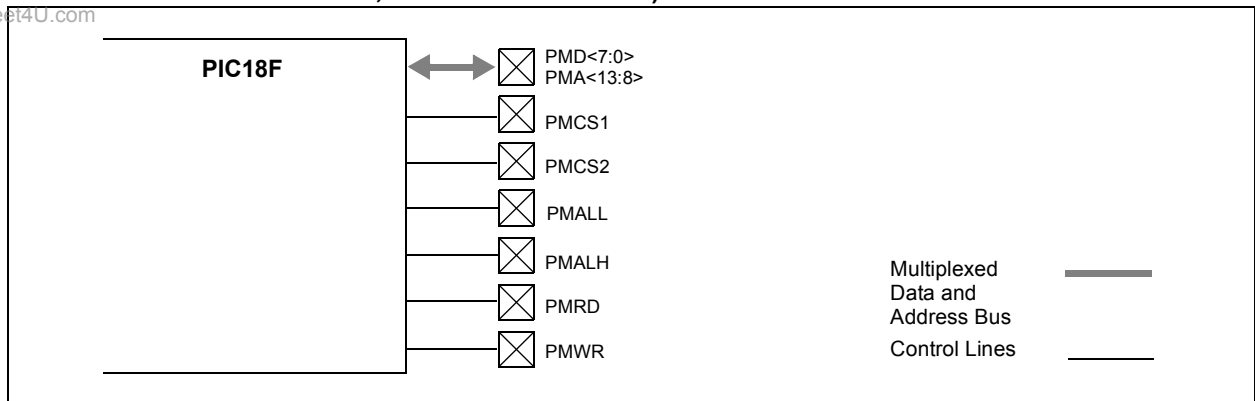 et4U.com
PIC18F
PMD<7:0>
PMA<13:8>
PMCS1
PMCS2
PMALL
PMALH
PMRD
PMWR
Multiplexed
Data and
Address Bus
Control Lines